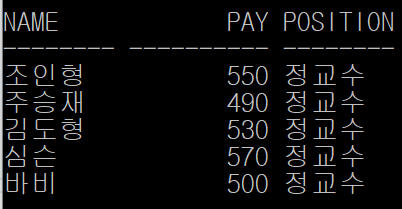 NAME PAY POSITION
-------- ---------- --------
조인형 550 정교수
주승재 490 정교수
김도형 530 정교수
심슨 570 정교수
바비 500 정교수